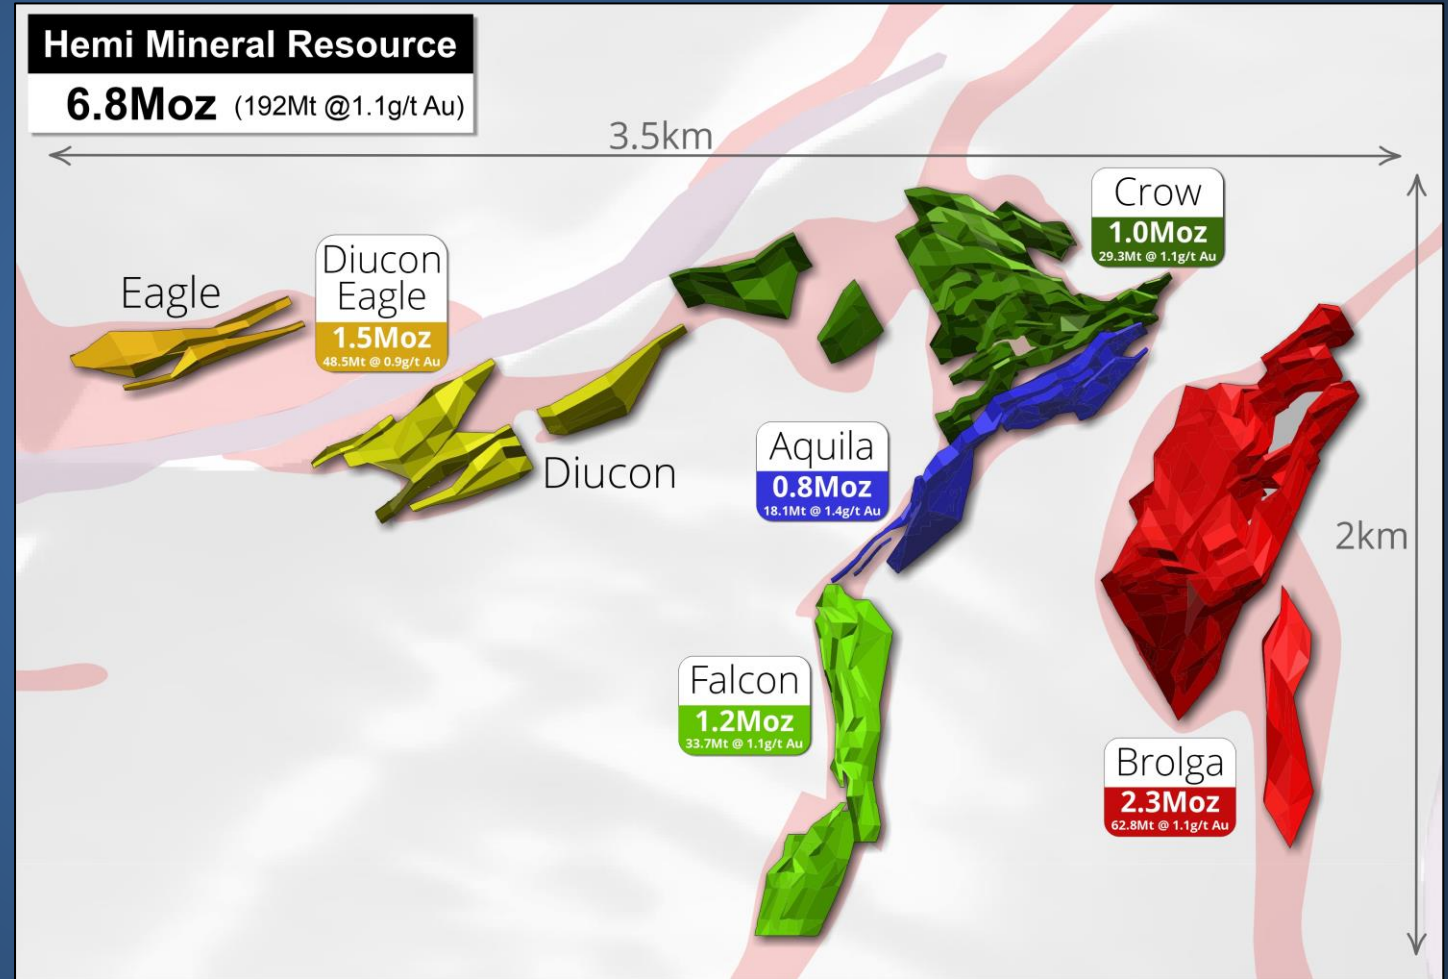 Hemi Mineral Resource
6.8Moz (192Mt @1.1g/t Au)
3.5km
Crow
1.0Moz
29.3Mt @ 1.1g/t Au
Eagle
Diucon
Eagle
1.5Moz
48.5Mt @ 0.9g/t Au
Diucon
Aquila
0.8Moz
18.1Mt @ 1.4g/t Au
2km
Falcon
1.2Moz
33.7Mt @ 1.1g/t Au
Brolga
2.3Moz
62.8Mt @ 1.1g/t Au